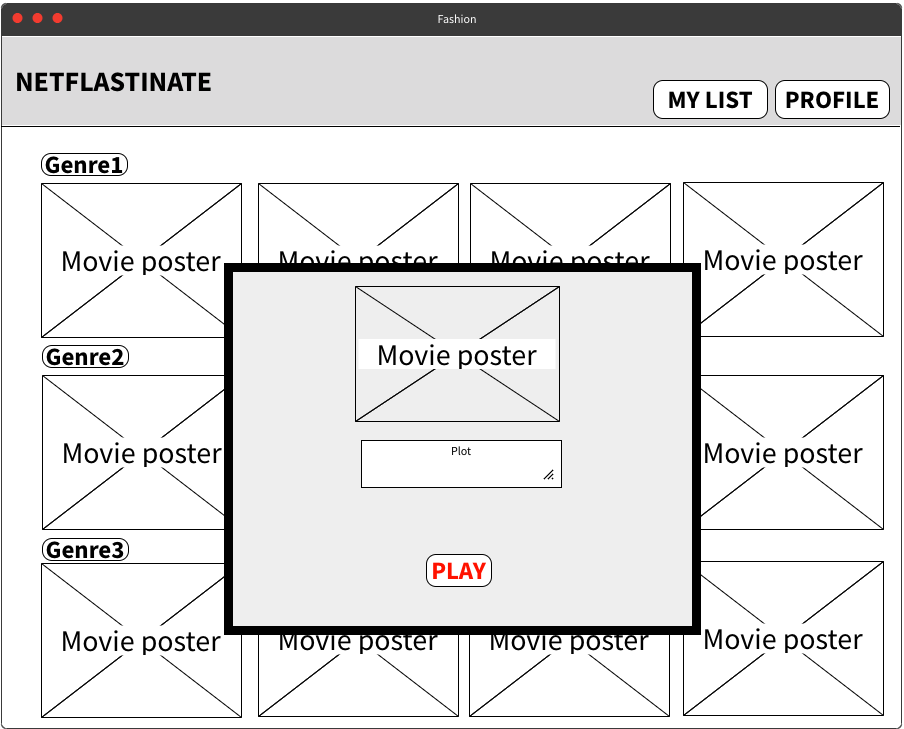 Fashion
NETFLASTINATE
MY LIST PROFILE
Genre1
Movie poster Movie poster Movie poster Movie poster
Genre2
Movie poster Movie poster
Genre3
Movie poster Movie poster Movie poster Movie poster
Movie poster
Plot
PLAY